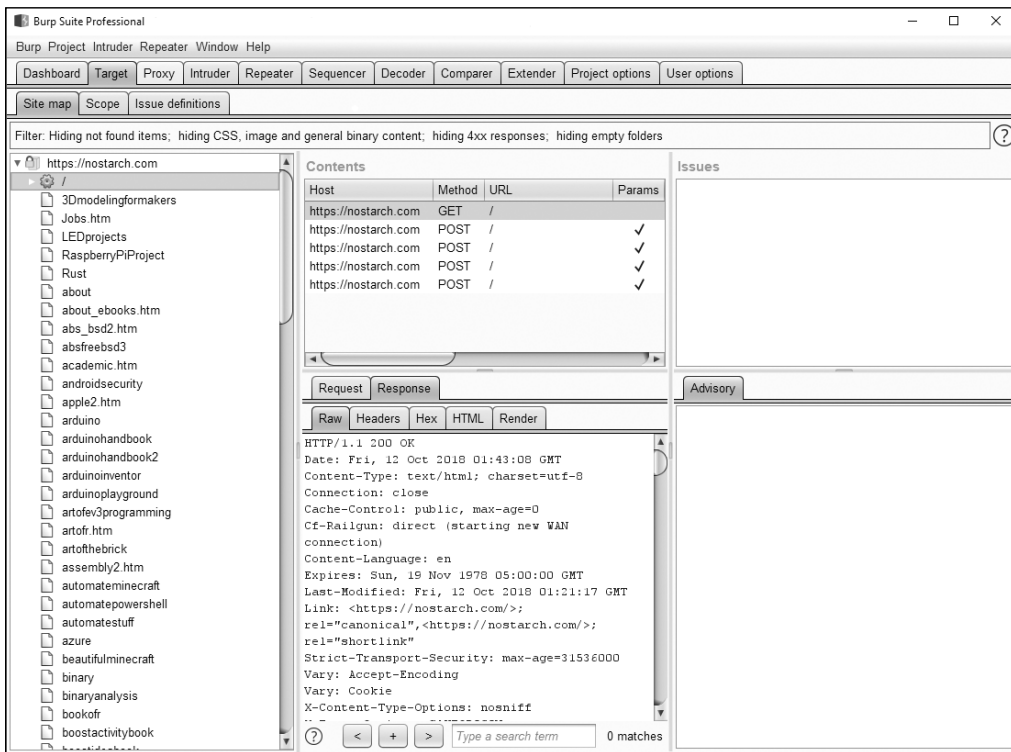 Burp Suite Professional
Burp Project Intruder Repeater Window Help
Dashboard Target Proxy Intruder Repeater Sequencer Decoder Comparer Extender Project options User options
Site map Scope Issue definitions
Filter: Hiding not found items; hiding CSS, image and general binary content; hiding 4xx responses; hiding empty folders
?
https://nostarch.com
/
3Dmodelingformakers
Jobs.htm
LEDprojects
RaspberryPiProject
Rust
about
about_ebooks.htm
abs_bsd2.htm
absfreebsd3
academic.htm
androidsecurity
apple2.htm
arduino
arduinohandbook
arduinohandbook2
arduinoinventor
arduinoplayground
artofev3programming
artofr.htm
artofthebrick
assembly2.htm
automateminecraft
automatepowershell
automatestuff
azure
beautifulminecraft
binary
binaryanalysis
bookofr
boostactivitybook
Contents
Host Method URL Params
https://nostarch.com GET /
https://nostarch.com POST / ✓
https://nostarch.com POST / ✓
https://nostarch.com POST / ✓
https://nostarch.com POST / ✓
Request Response
Raw Headers Hex HTML Render
HTTP/1.1 200 OK
Date: Fri, 12 Oct 2018 01:43:08 GMT
Content-Type: text/html; charset=utf-8
Connection: close
Cache-Control: public, max-age=0
Cf-Railgun: direct (starting new WAN
connection)
Content-Language: en
Expires: Sun, 19 Nov 1978 05:00:00 GMT
Last-Modified: Fri, 12 Oct 2018 01:21:17 GMT
Link: <https://nostarch.com/>;
rel="canonical",<https://nostarch.com/>;
rel="shortlink"
Strict-Transport-Security: max-age=31536000
Vary: Accept-Encoding
Vary: Cookie
X-Content-Type-Options: nosniff
? < + > Type a search term 0 matches
Issues
Advisory